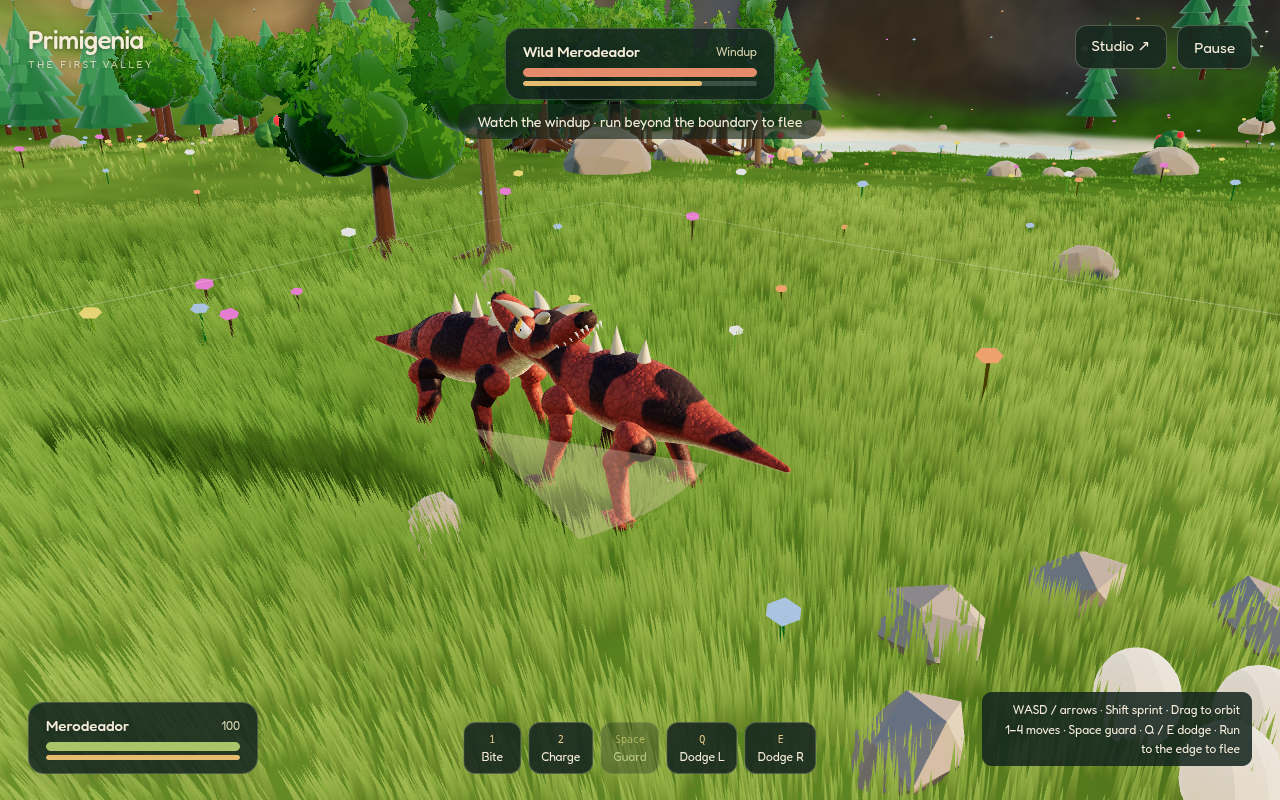 Primigenia
THE FIRST VALLEY
Wild Merodeador
Windup
Studio ↗
Pause
Watch the windup · run beyond the boundary to flee
Merodeador
100
1
Bite
2
Charge
Space
Guard
Q
Dodge L
E
Dodge R
WASD / arrows · Shift sprint · Drag to orbit
1–4 moves · Space guard · Q / E dodge · Run
to the edge to flee